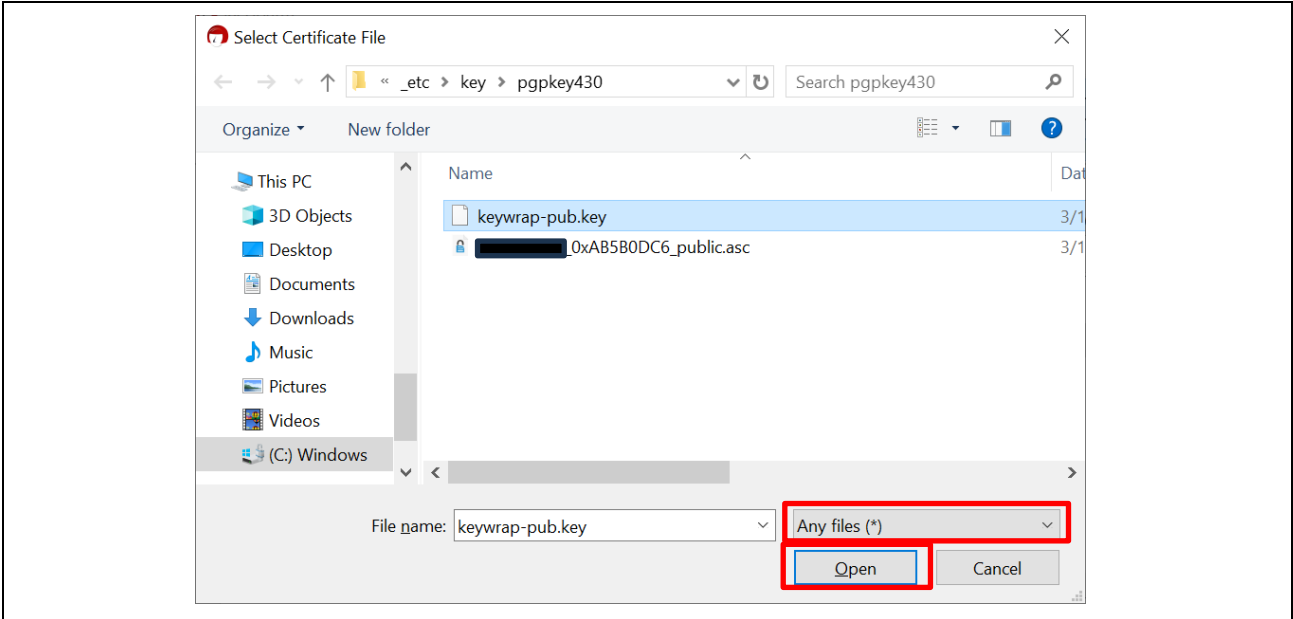 Select Certificate File
« _etc > key > pgpkey430
Search pgpkey430
Organize
New folder
?
Name
Dat
This PC
3D Objects
Desktop
Documents
Downloads
Music
Pictures
Videos
(C:) Windows
keywrap-pub.key 3/1
_0xAB5B0DC6_public.asc 3/1
File name: keywrap-pub.key
Any files (*)
Open
Cancel